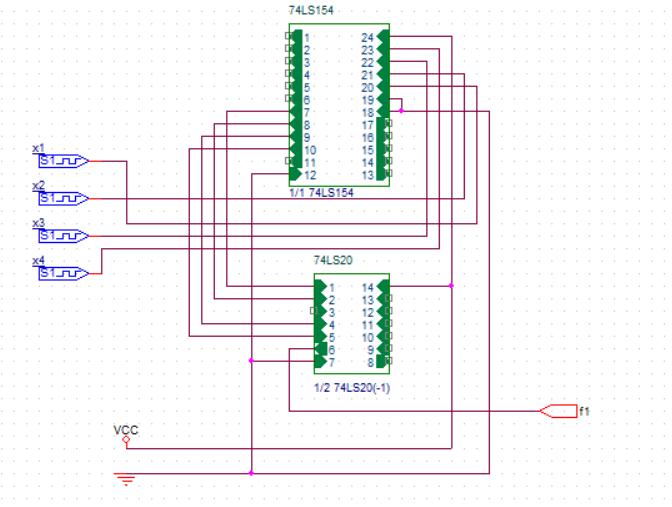 74LS154
1 24
2 23
3 22
4 21
5 20
6 19
7 18
8 17
9 16
10 15
11 14
12 13
1/1 74LS154
x1
S1
x2
S1
x3
S1
x4
S1
74LS20
1 14
2 13
3 12
4 11
5 10
6 9
7 8
1/2 74LS20(-1)
f1
VCC